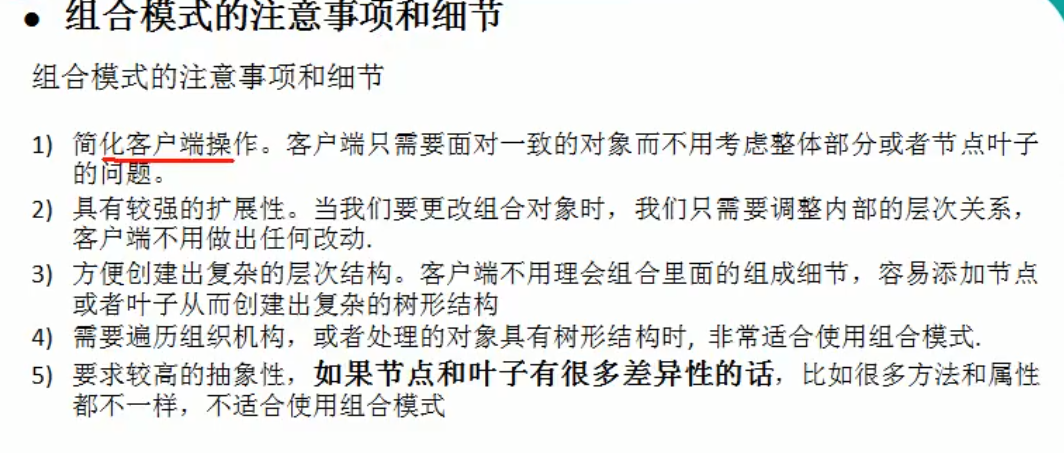 ● 组合模式的注意事项和细节
组合模式的注意事项和细节
1) 简化客户端操作。客户端只需要面对一致的对象而不用考虑整体部分或者节点叶子
的问题。
2) 具有较强的扩展性。当我们要更改组合对象时，我们只需要调整内部的层次关系，
客户端不用做出任何改动.
3) 方便创建出复杂的层次结构。客户端不用理会组合里面的组成细节，容易添加节点
或者叶子从而创建出复杂的树形结构
4) 需要遍历组织机构，或者处理的对象具有树形结构时, 非常适合使用组合模式.
5) 要求较高的抽象性，如果节点和叶子有很多差异性的话，比如很多方法和属性
都不一样，不适合使用组合模式